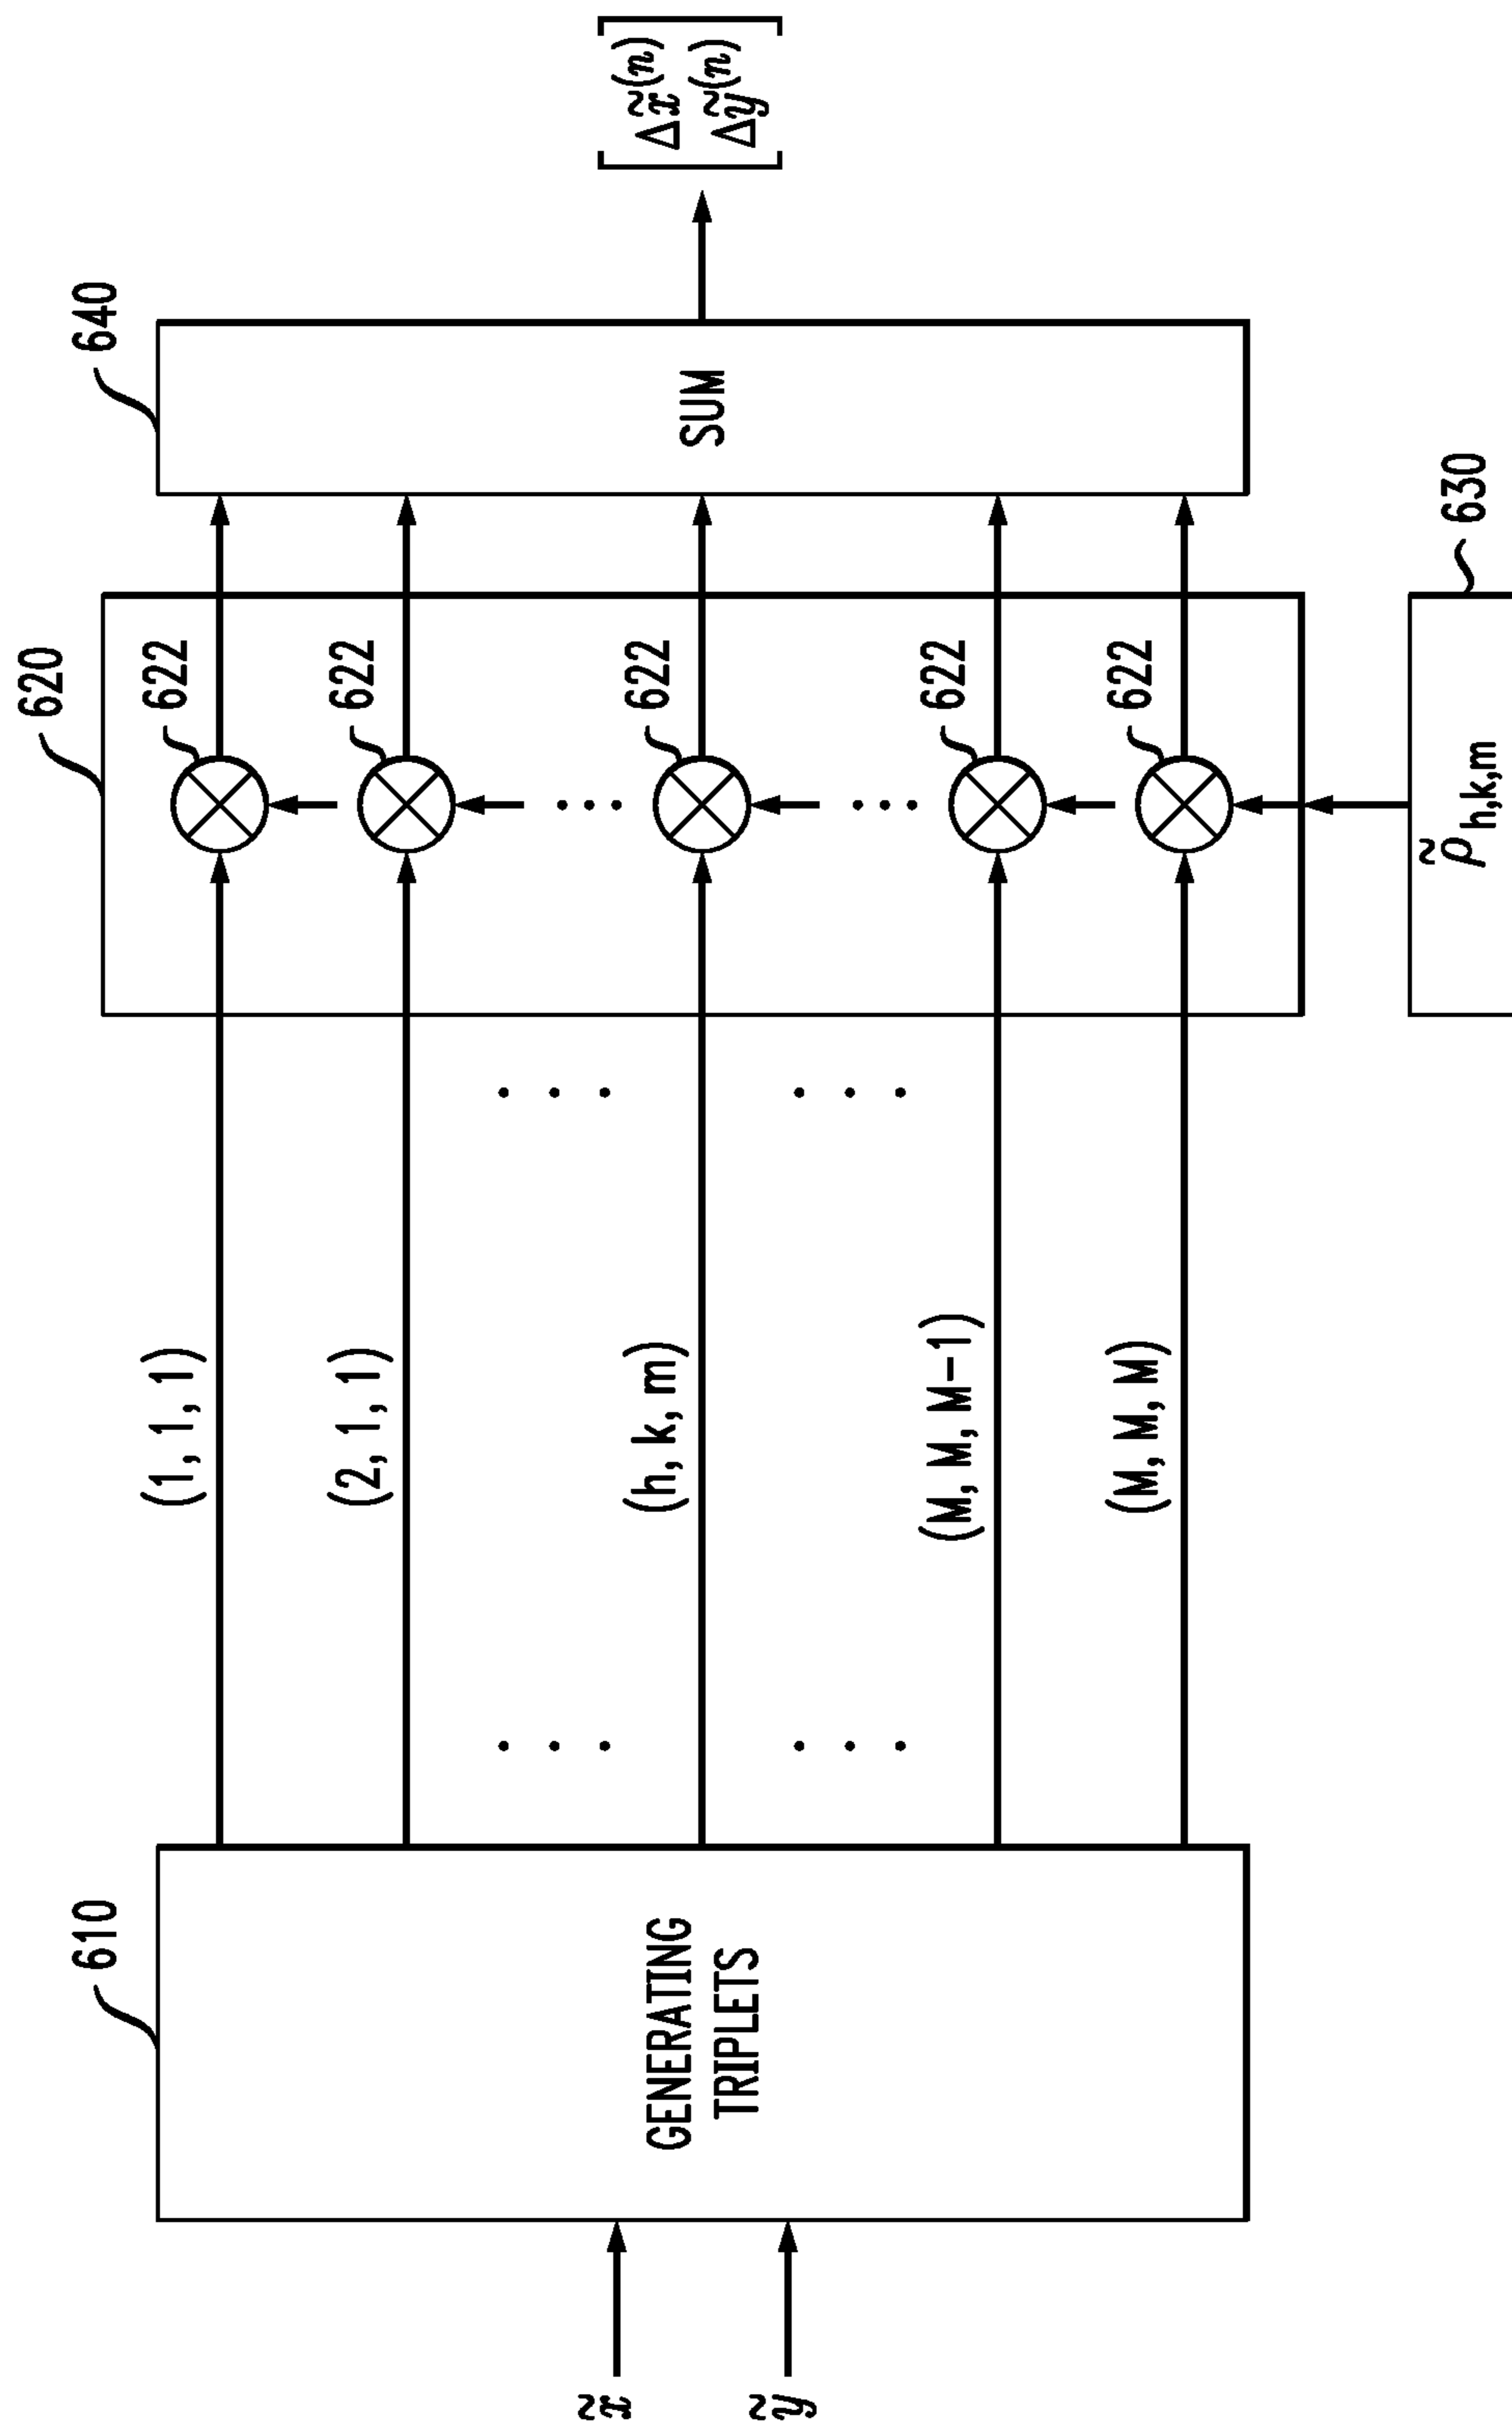 610
620
640
622
(1, 1, 1)
622
(2, 1, 1)
x̃
GENERATING
TRIPLETS
622
(h, k, m)
SUM
[Δx̃(n)
Δỹ(n)]
ỹ
622
(M, M, M−1)
622
(M, M, M)
630
ρ̃h,k,m